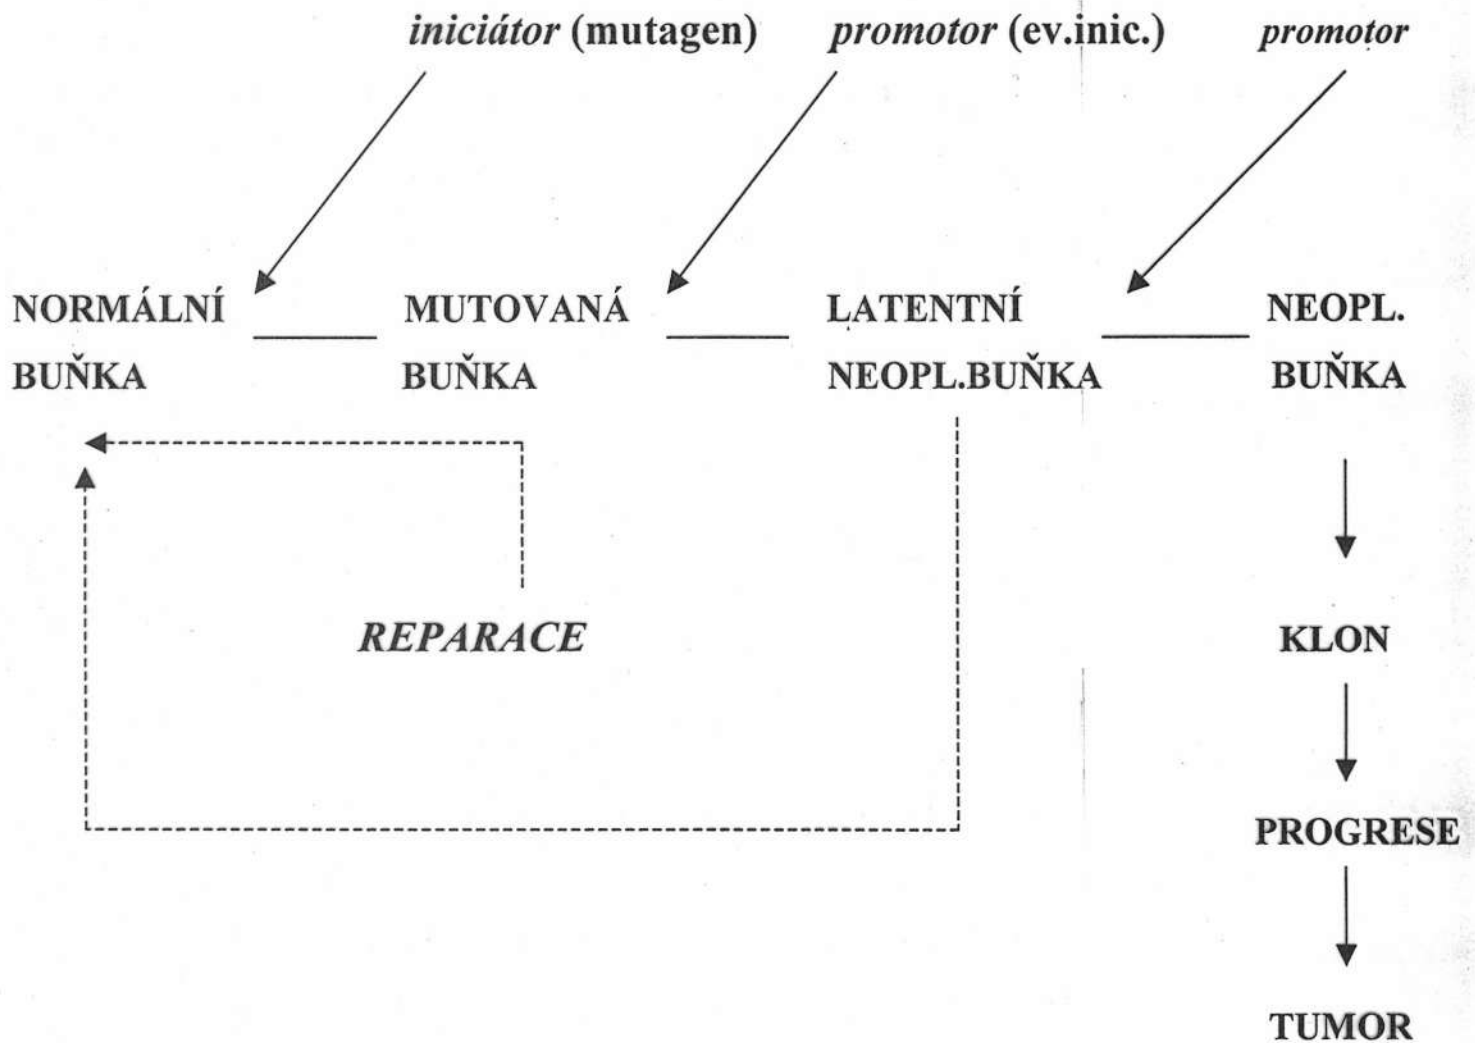 iniciátor (mutagen) promotor (ev.inic.) promotor
NORMÁLNÍ MUTOVANÁ LATENTNÍ NEOPL.
BUŇKA BUŇKA NEOPL.BUŇKA BUŇKA
REPARACE KLON
PROGRESE
TUMOR